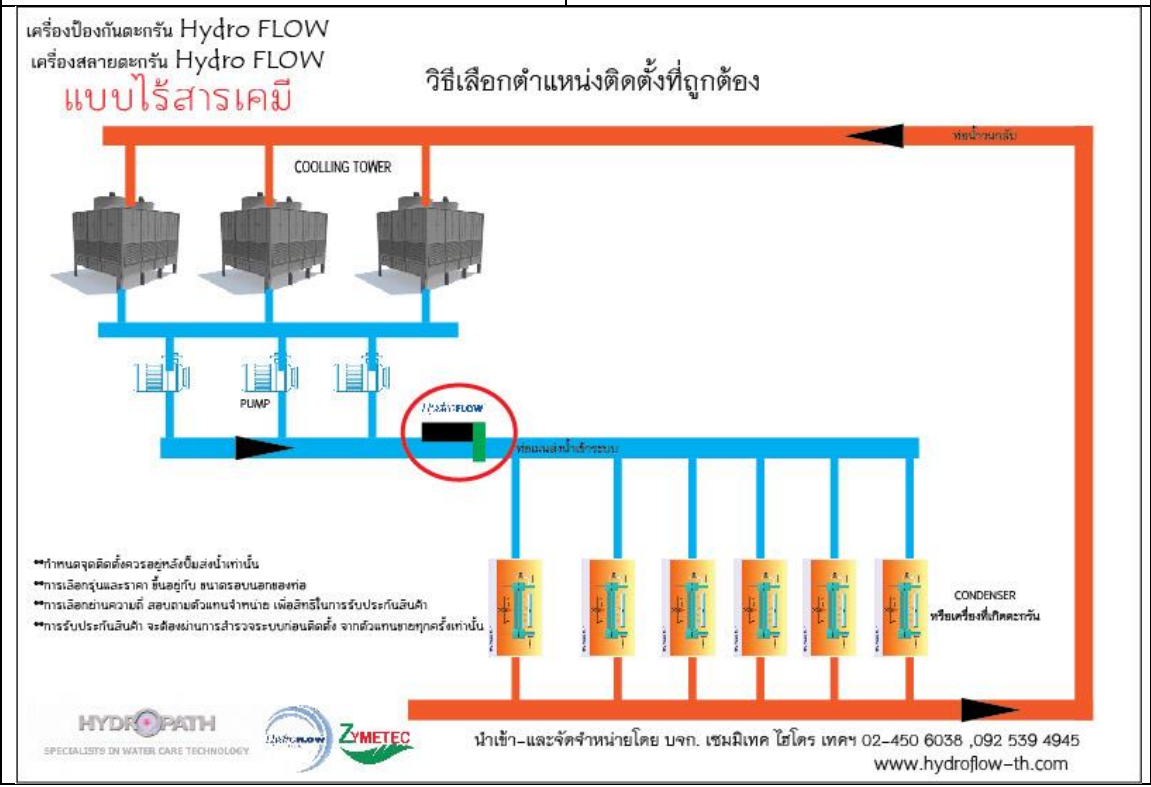 เครื่องป้องกันตะกรัน Hydro FLOW
เครื่องสลายตะกรัน Hydro FLOW
แบบไร้สารเคมี
วิธีเลือกตำแหน่งติดตั้งที่ถูกต้อง
ท่อน้ำวนกลับ
COOLLING TOWER
PUMP
HydroFLOW
ท่อเมนส่งน้ำเข้าระบบ
**กำหนดจุดติดตั้งควรอยู่หลังปั๊มส่งน้ำเท่านั้น
**การเลือกรุ่นและราคา ขึ้นอยู่กับ ขนาดรอบนอกของท่อ
**การเลือกย่านความถี่ สอบถามตัวแทนจำหน่าย เพื่อสิทธิในการรับประกันสินค้า
**การรับประกันสินค้า จะต้องผ่านการสำรวจระบบก่อนติดตั้ง จากตัวแทนขายทุกครั้งเท่านั้น
CONDENSER
หรือเครื่องที่เกิดตะกรัน
HYDROPATH
SPECIALISTS IN WATER CARE TECHNOLOGY
HydroFLOW
ZYMETEC
นำเข้า-และจัดจำหน่ายโดย บจก. เซมมิเทค ไฮโดร เทคฯ 02-450 6038 ,092 539 4945
www.hydroflow-th.com